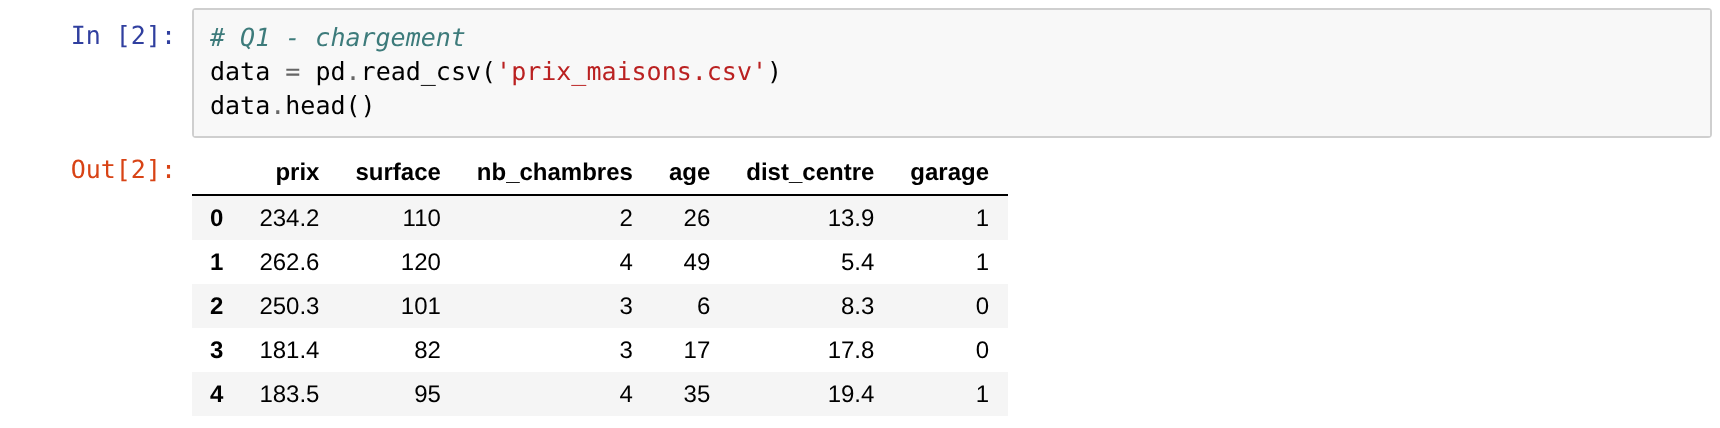 In [2]:
# Q1 - chargement
data = pd.read_csv('prix_maisons.csv')
data.head()
Out[2]:
prix surface nb_chambres age dist_centre garage
0 234.2 110 2 26 13.9 1
1 262.6 120 4 49 5.4 1
2 250.3 101 3 6 8.3 0
3 181.4 82 3 17 17.8 0
4 183.5 95 4 35 19.4 1